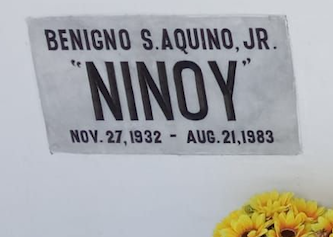 BENIGNO S. AQUINO, JR.
"NINOY"
NOV. 27, 1932 - AUG. 21, 1983